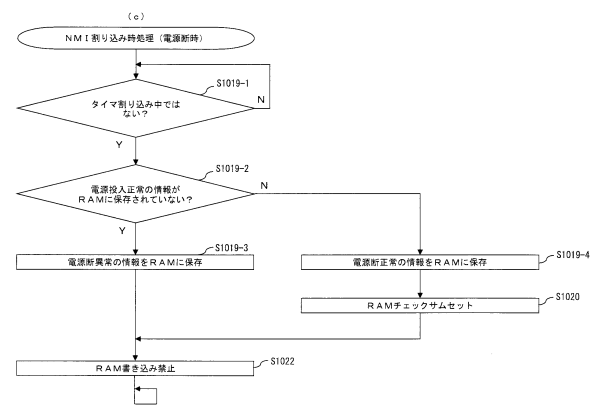 (c)
NMI割り込み時処理(電源断時)
S1019-1
タイマ割り込み中では
ない?
N
Y
S1019-2
電源投入正常の情報が
RAMに保存されていない?
N
Y
S1019-3
電源断異常の情報をRAMに保存
S1019-4
電源断正常の情報をRAMに保存
S1020
RAMチェックサムセット
S1022
RAM書き込み禁止